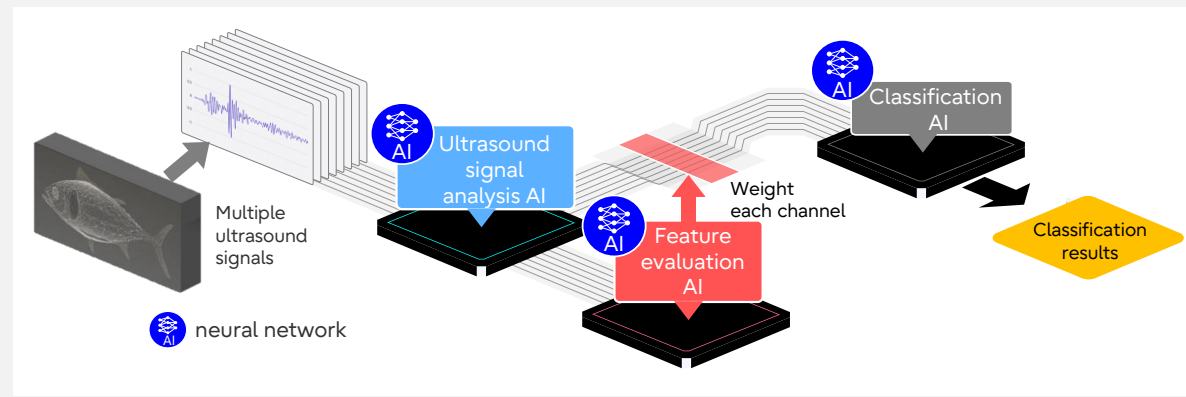 Multiple
ultrasound
signals
AI
Ultrasound
signal
analysis AI
AI
Feature
evaluation
AI
Weight
each channel
AI
Classification
AI
Classification
results
AI
neural network